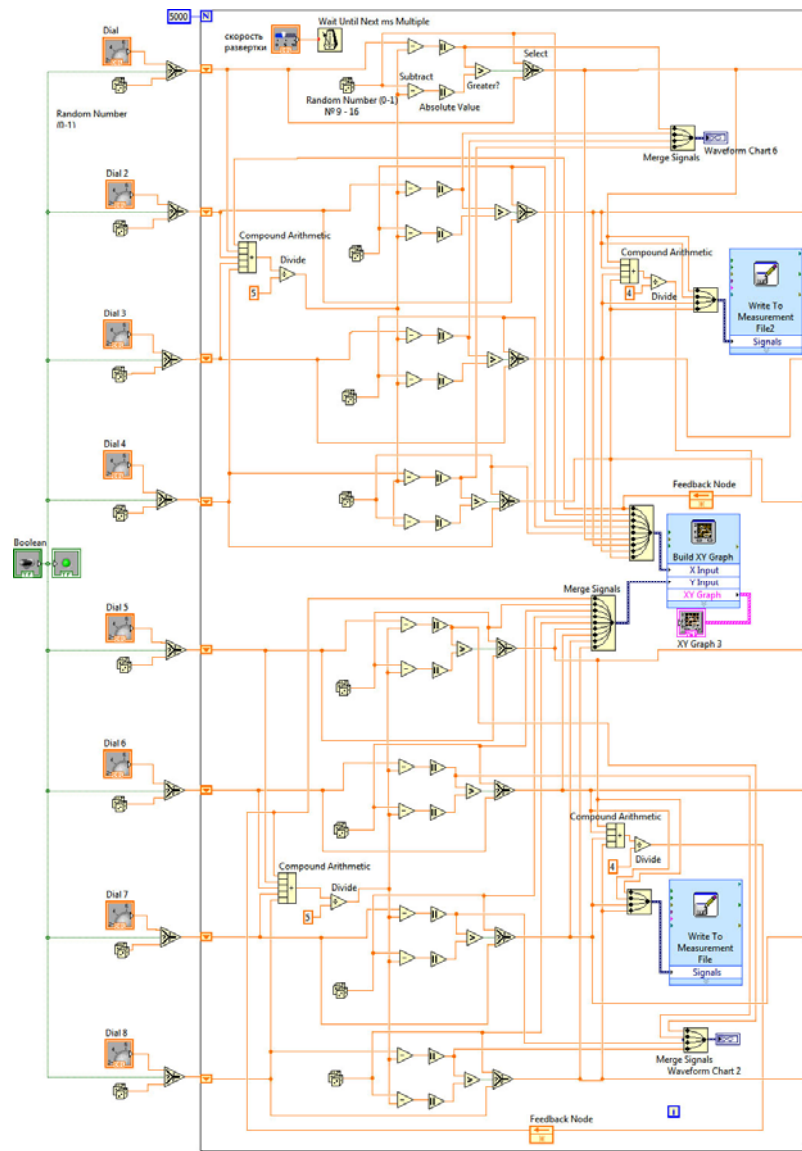 5000
N
Dial
скорость
развертки
Wait Until Next ms Multiple
Select
Subtract
Greater?
Random Number (0-1)
№ 9 - 16
Absolute Value
Random Number
(0-1)
Merge Signals
Waveform Chart 6
Dial 2
Compound Arithmetic
Divide
5
Compound Arithmetic
Divide
4
Write To
Measurement
File2
Signals
Dial 3
Dial 4
Feedback Node
Boolean
Build XY Graph
X Input
Y Input
XY Graph
Merge Signals
XY Graph 3
Dial 5
Dial 6
Compound Arithmetic
Divide
4
Compound Arithmetic
Divide
5
Dial 7
Write To
Measurement
File
Signals
Dial 8
Merge Signals
Waveform Chart 2
i
Feedback Node